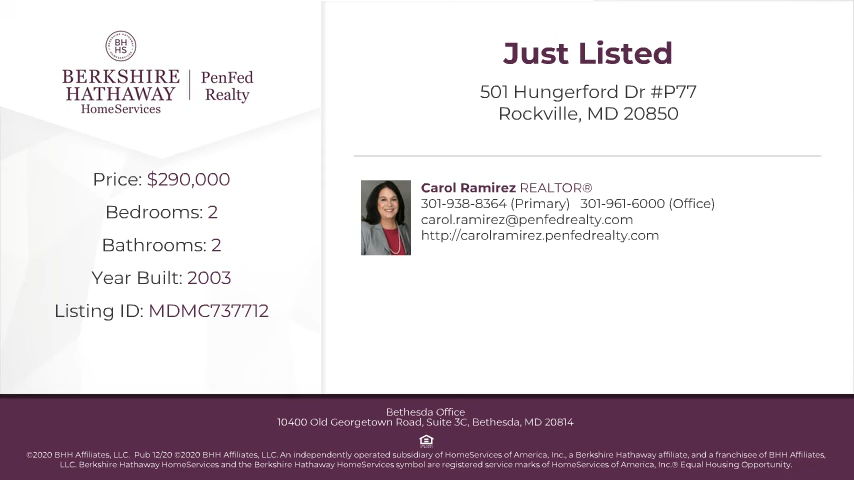 BH
HS
BERKSHIRE
HATHAWAY
HomeServices
PenFed
Realty
Price: $290,000
Bedrooms: 2
Bathrooms: 2
Year Built: 2003
Listing ID: MDMC737712
Just Listed
501 Hungerford Dr #P77
Rockville, MD 20850
Carol Ramirez REALTOR®
301-938-8364 (Primary) 301-961-6000 (Office)
carol.ramirez@penfedrealty.com
http://carolramirez.penfedrealty.com
Bethesda Office
10400 Old Georgetown Road, Suite 3C, Bethesda, MD 20814
©2020 BHH Affiliates, LLC. Pub 12/20 ©2020 BHH Affiliates, LLC. An independently operated subsidiary of HomeServices of America, Inc., a Berkshire Hathaway affiliate, and a franchisee of BHH Affiliates,
LLC. Berkshire Hathaway HomeServices and the Berkshire Hathaway HomeServices symbol are registered service marks of HomeServices of America, Inc.® Equal Housing Opportunity.